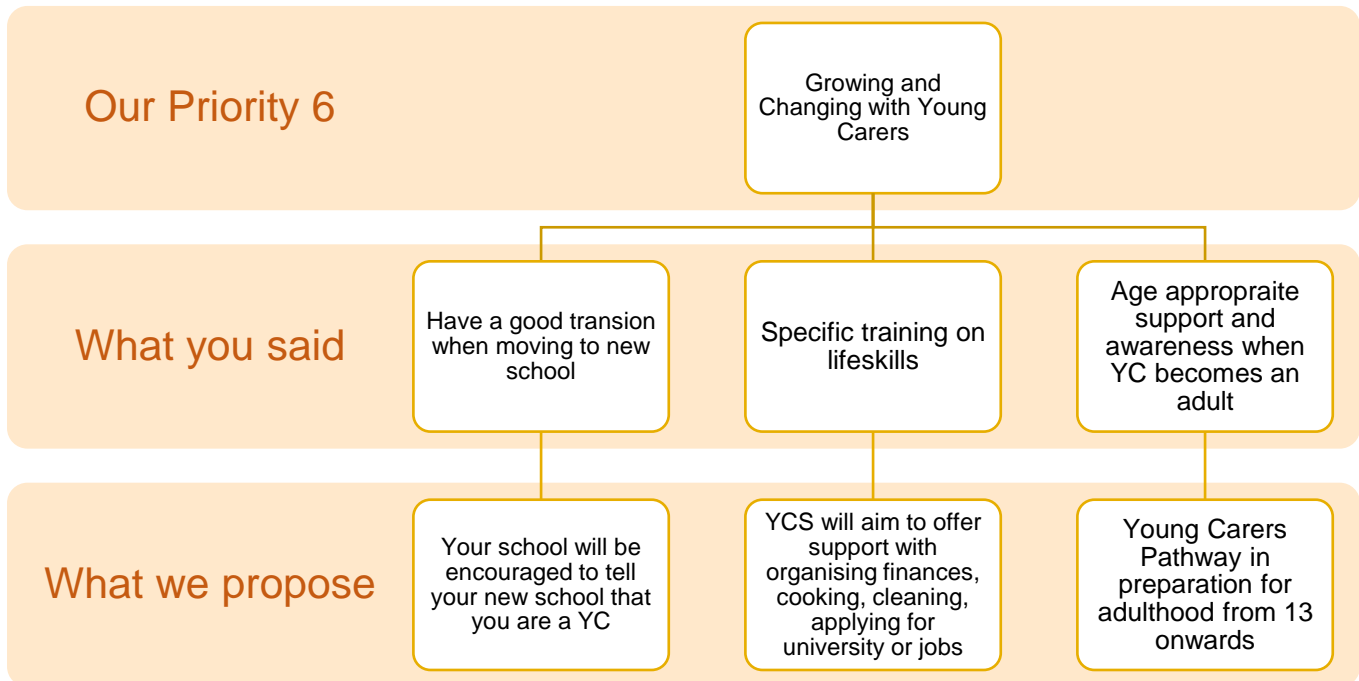 Our Priority 6
Growing and
Changing with Young
Carers
What you said
Have a good transion
when moving to new
school
Specific training on
lifeskills
Age appropraite
support and
awareness when
YC becomes an
adult
What we propose
Your school will be
encouraged to tell
your new school that
you are a YC
YCS will aim to offer
support with
organising finances,
cooking, cleaning,
applying for
university or jobs
Young Carers
Pathway in
preparation for
adulthood from 13
onwards